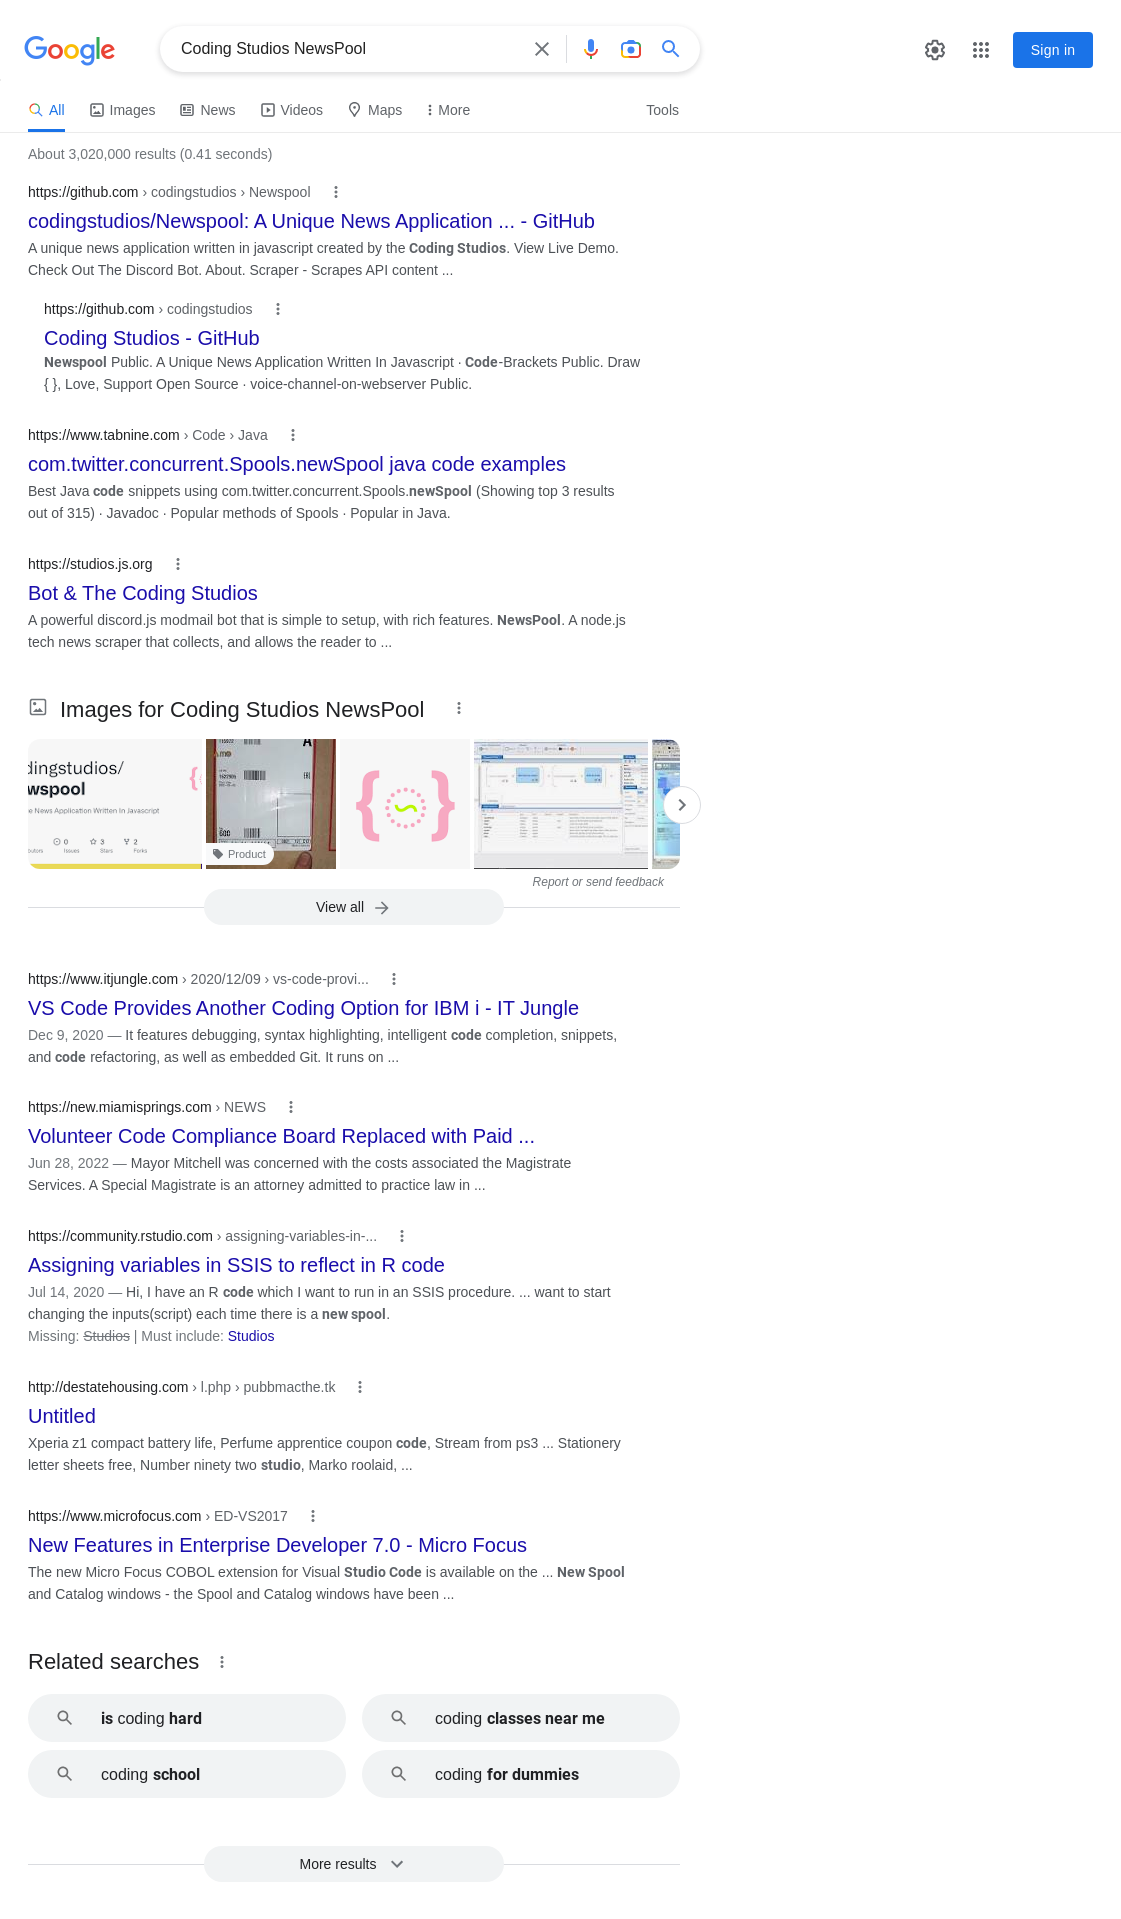 Google
Coding Studios NewsPool
Sign in
All
Images
News
Videos
Maps
More
Tools
About 3,020,000 results (0.41 seconds)
https://github.com › codingstudios › Newspool
codingstudios/Newspool: A Unique News Application ... - GitHub
A unique news application written in javascript created by the Coding Studios. View Live Demo.
Check Out The Discord Bot. About. Scraper - Scrapes API content ...
https://github.com › codingstudios
Coding Studios - GitHub
Newspool Public. A Unique News Application Written In Javascript · Code-Brackets Public. Draw
{ }, Love, Support Open Source · voice-channel-on-webserver Public.
https://www.tabnine.com › Code › Java
com.twitter.concurrent.Spools.newSpool java code examples
Best Java code snippets using com.twitter.concurrent.Spools.newSpool (Showing top 3 results
out of 315) · Javadoc · Popular methods of Spools · Popular in Java.
https://studios.js.org
Bot & The Coding Studios
A powerful discord.js modmail bot that is simple to setup, with rich features. NewsPool. A node.js
tech news scraper that collects, and allows the reader to ...
Images for Coding Studios NewsPool
dingstudios/
wspool
e News Application Written In Javascript
0
3
2
butors
Issues
Stars
Forks
Product
Report or send feedback
View all
https://www.itjungle.com › 2020/12/09 › vs-code-provi...
VS Code Provides Another Coding Option for IBM i - IT Jungle
Dec 9, 2020 — It features debugging, syntax highlighting, intelligent code completion, snippets,
and code refactoring, as well as embedded Git. It runs on ...
https://new.miamisprings.com › NEWS
Volunteer Code Compliance Board Replaced with Paid ...
Jun 28, 2022 — Mayor Mitchell was concerned with the costs associated the Magistrate
Services. A Special Magistrate is an attorney admitted to practice law in ...
https://community.rstudio.com › assigning-variables-in-...
Assigning variables in SSIS to reflect in R code
Jul 14, 2020 — Hi, I have an R code which I want to run in an SSIS procedure. ... want to start
changing the inputs(script) each time there is a new spool.
Missing: Studios | Must include: Studios
http://destatehousing.com › l.php › pubbmacthe.tk
Untitled
Xperia z1 compact battery life, Perfume apprentice coupon code, Stream from ps3 ... Stationery
letter sheets free, Number ninety two studio, Marko roolaid, ...
https://www.microfocus.com › ED-VS2017
New Features in Enterprise Developer 7.0 - Micro Focus
The new Micro Focus COBOL extension for Visual Studio Code is available on the ... New Spool
and Catalog windows - the Spool and Catalog windows have been ...
Related searches
is coding hard
coding classes near me
coding school
coding for dummies
More results